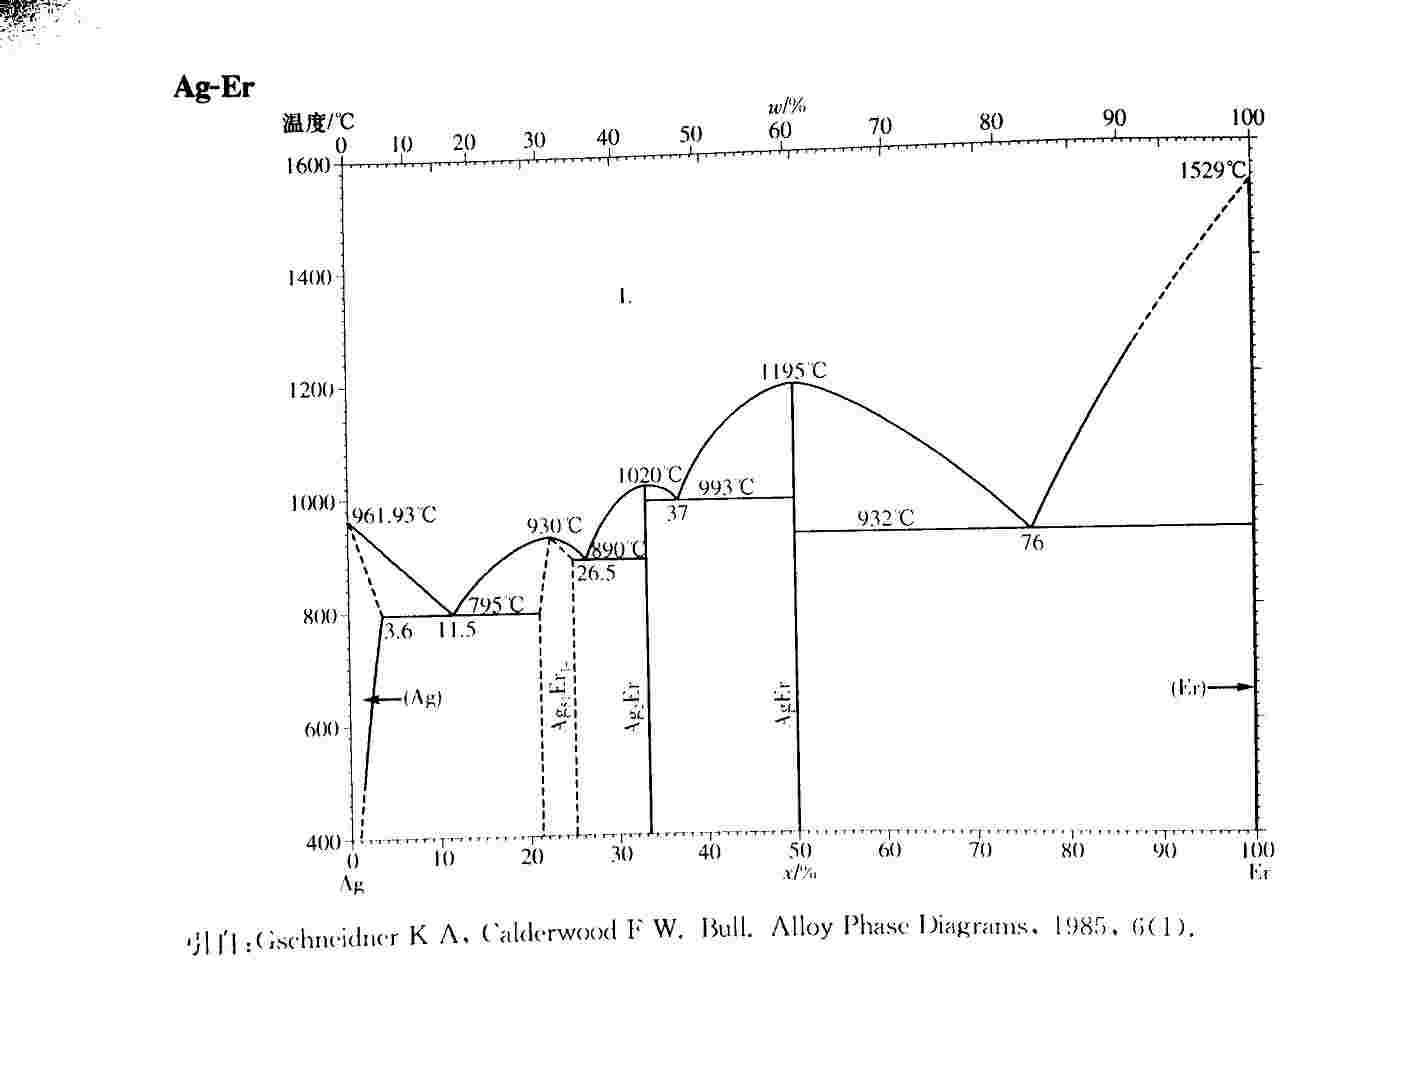 Ag-Er
w/%
温度/℃
0 10 20 30 40 50 60 70 80 90 100
1600
1529℃
1400
L
1200
1195℃
1020℃
1000
993℃
961.93℃
37
930℃
932℃
890℃
76
26.5
795℃
800
3.6 11.5
Ag₂Er
AgEr
(Ag)
(Er)
600
400
0 10 20 30 40 50 60 70 80 90 100
Ag
x/%
Er
引自:Gschneidner K A, Calderwood F W. Bull. Alloy Phase Diagrams, 1985, 6(1).